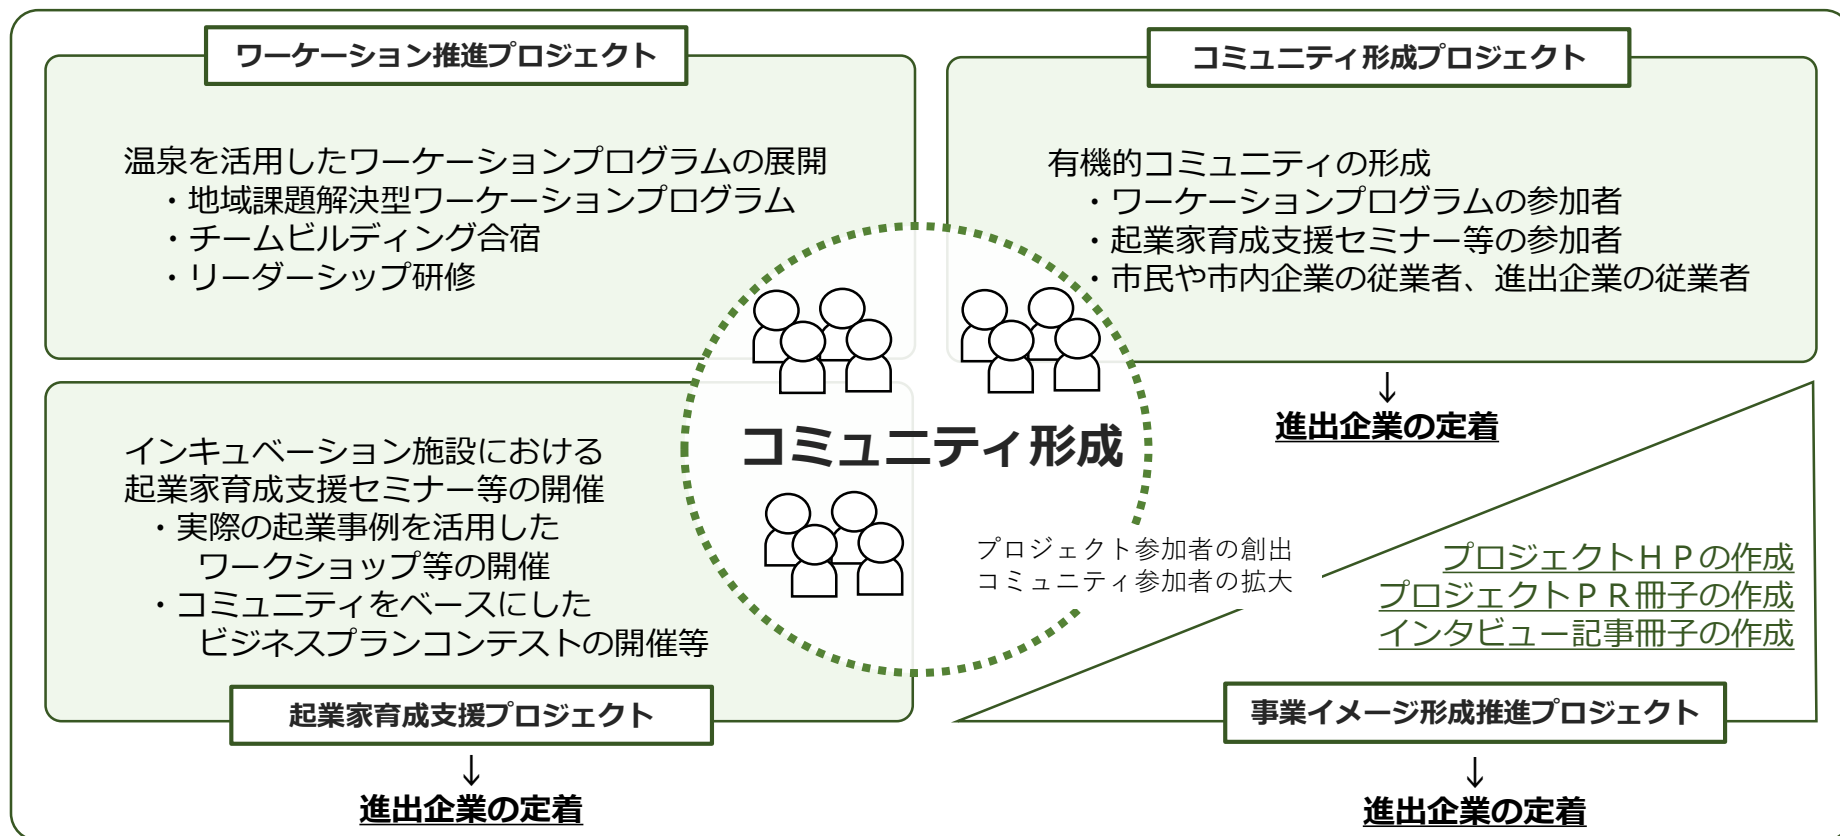 ワーケーション推進プロジェクト
温泉を活用したワーケーションプログラムの展開
・地域課題解決型ワーケーションプログラム
・チームビルディング合宿
・リーダーシップ研修
コミュニティ形成プロジェクト
有機的コミュニティの形成
・ワーケーションプログラムの参加者
・起業家育成支援セミナー等の参加者
・市民や市内企業の従業者、進出企業の従業者
↓
進出企業の定着
コミュニティ形成
プロジェクト参加者の創出
コミュニティ参加者の拡大
インキュベーション施設における
起業家育成支援セミナー等の開催
・実際の起業事例を活用した
ワークショップ等の開催
・コミュニティをベースにした
ビジネスプランコンテストの開催等
起業家育成支援プロジェクト
↓
進出企業の定着
プロジェクトＨＰの作成
プロジェクトＰＲ冊子の作成
インタビュー記事冊子の作成
事業イメージ形成推進プロジェクト
↓
進出企業の定着